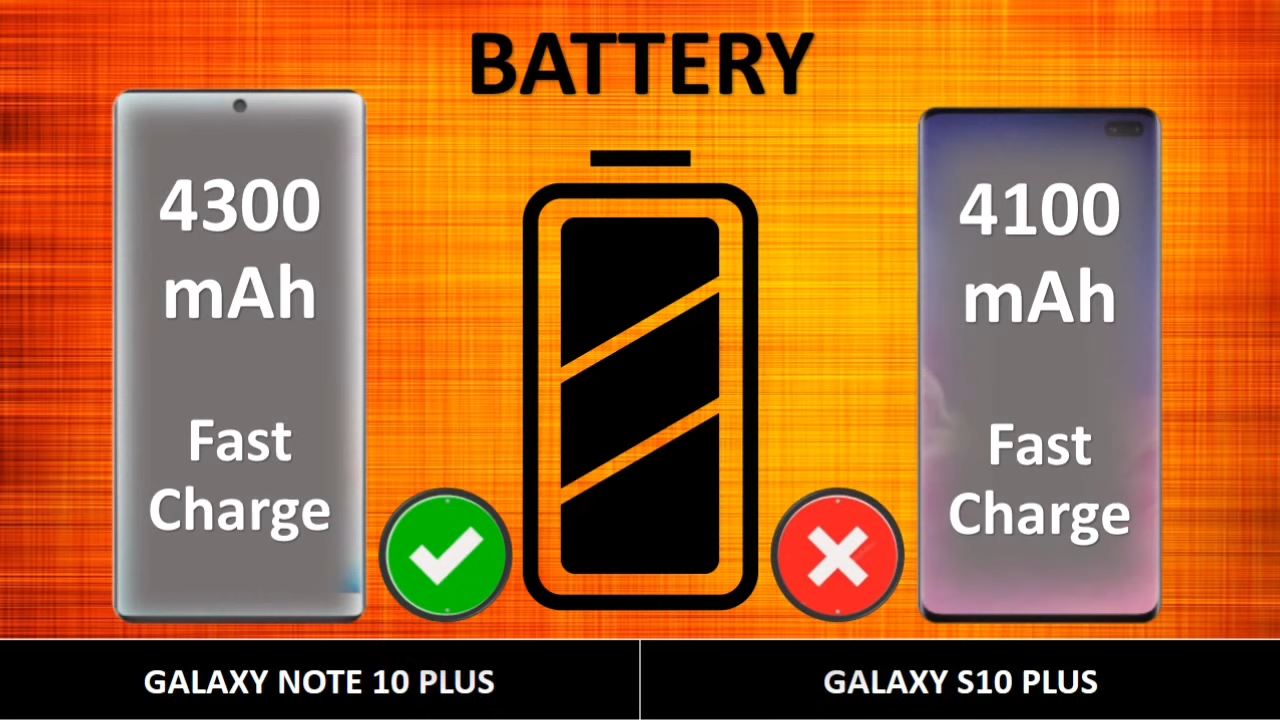 BATTERY
4300
mAh
Fast
Charge
4100
mAh
Fast
Charge
GALAXY NOTE 10 PLUS
GALAXY S10 PLUS